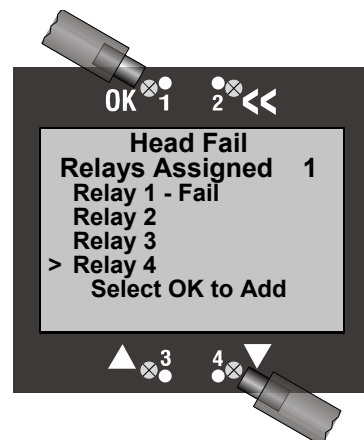 OK 1 2 <<
Head Fail
Relays Assigned 1
Relay 1 - Fail
Relay 2
Relay 3
> Relay 4
Select OK to Add
3 4